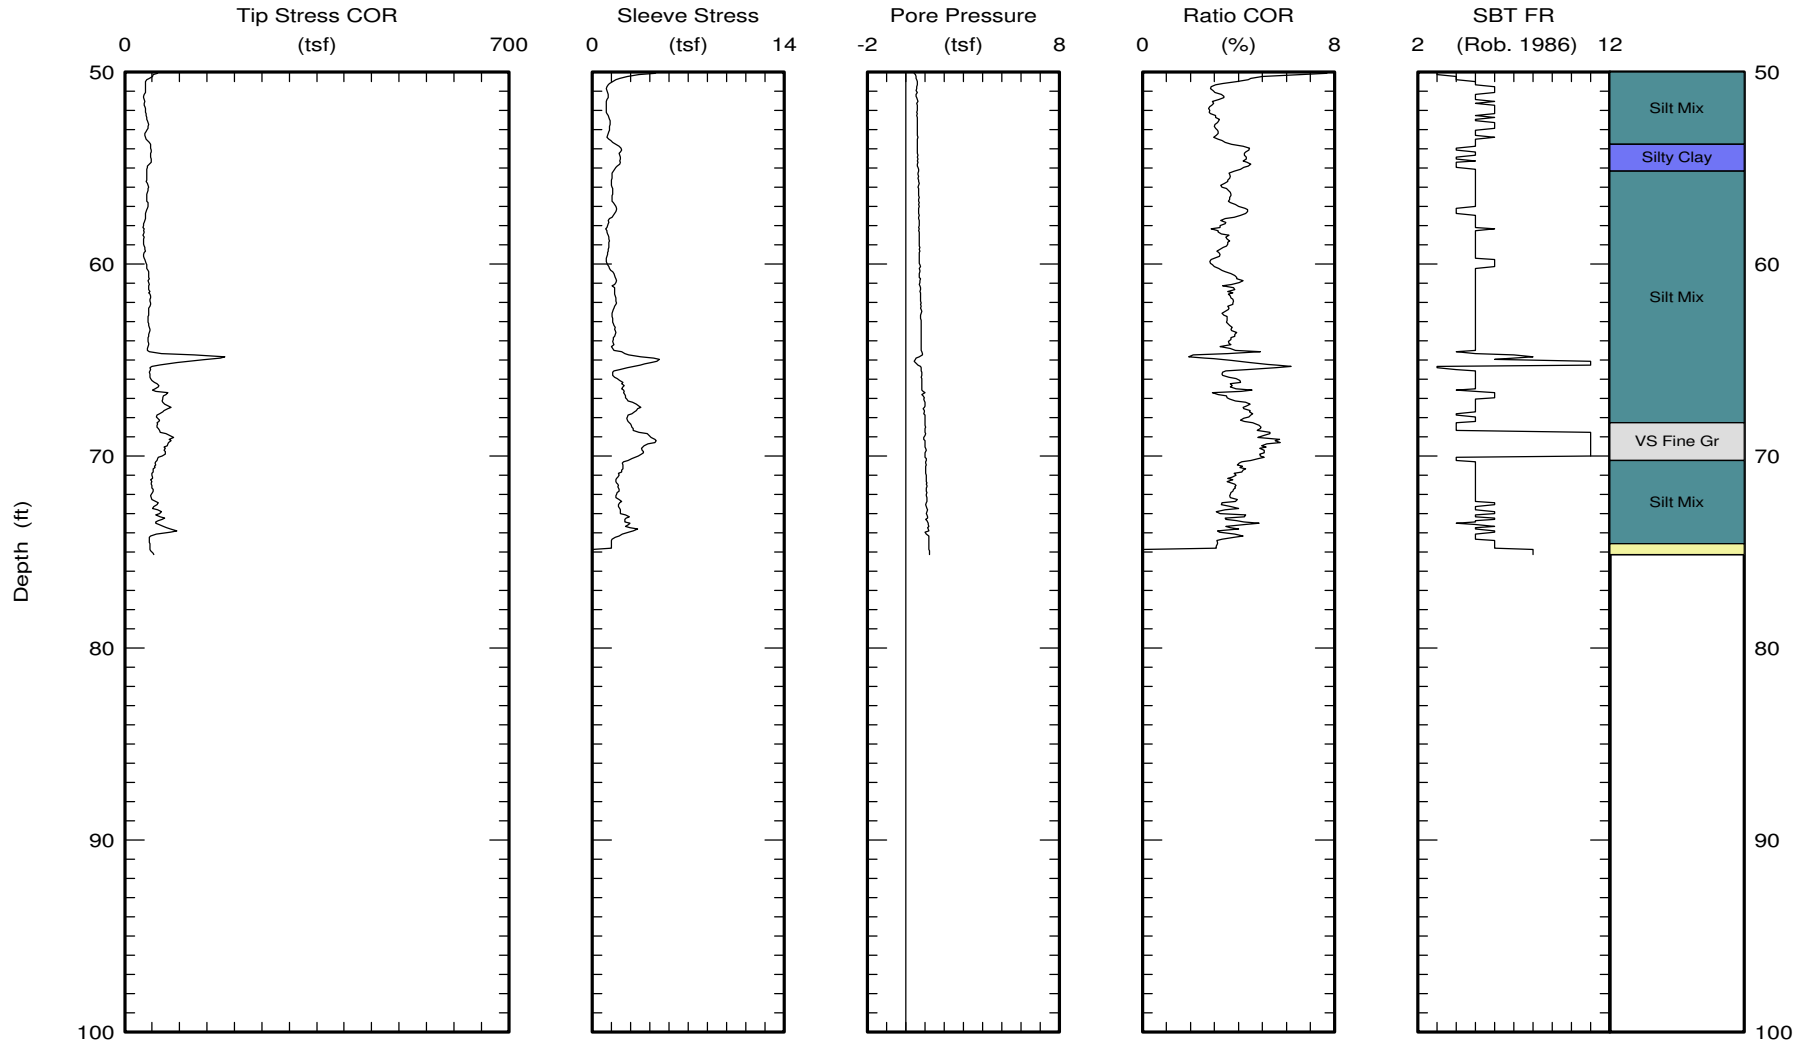 Tip Stress COR Sleeve Stress Pore Pressure Ratio COR SBT FR
0 (tsf) 700 0 (tsf) 14 -2 (tsf) 8 0 (%) 8 2 (Rob. 1986) 12
50 50
Silt Mix
Silty Clay
60 60
Silt Mix
VS Fine Gr
70 70
Silt Mix
Depth (ft)
80 80
90 90
100 100